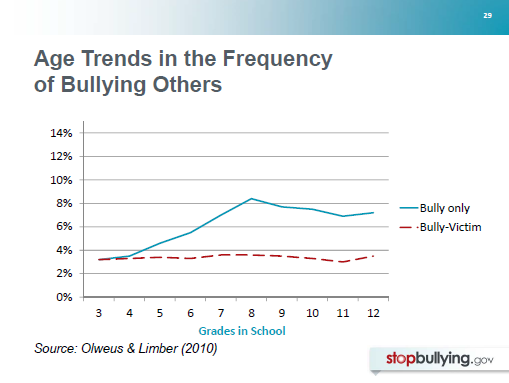 29
Age Trends in the Frequency
of Bullying Others
14%
12%
10%
8%
6%
4%
2%
0%
3 4 5 6 7 8 9 10 11 12
Grades in School
Bully only
Bully-Victim
Source: Olweus & Limber (2010)
stopbullying.gov